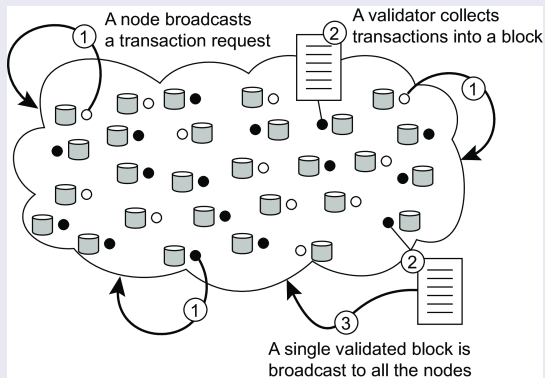 A node broadcasts
a transaction request
1
2
A validator collects
transactions into a block
1
2
1
3
A single validated block is
broadcast to all the nodes